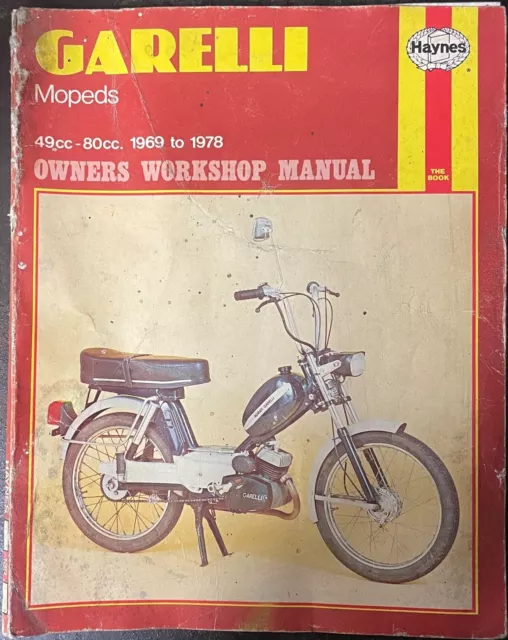 GARELLI
Haynes
Mopeds
49cc-80cc. 1969 to 1978
OWNERS WORKSHOP MANUAL
THE
BOOK
GARELLI